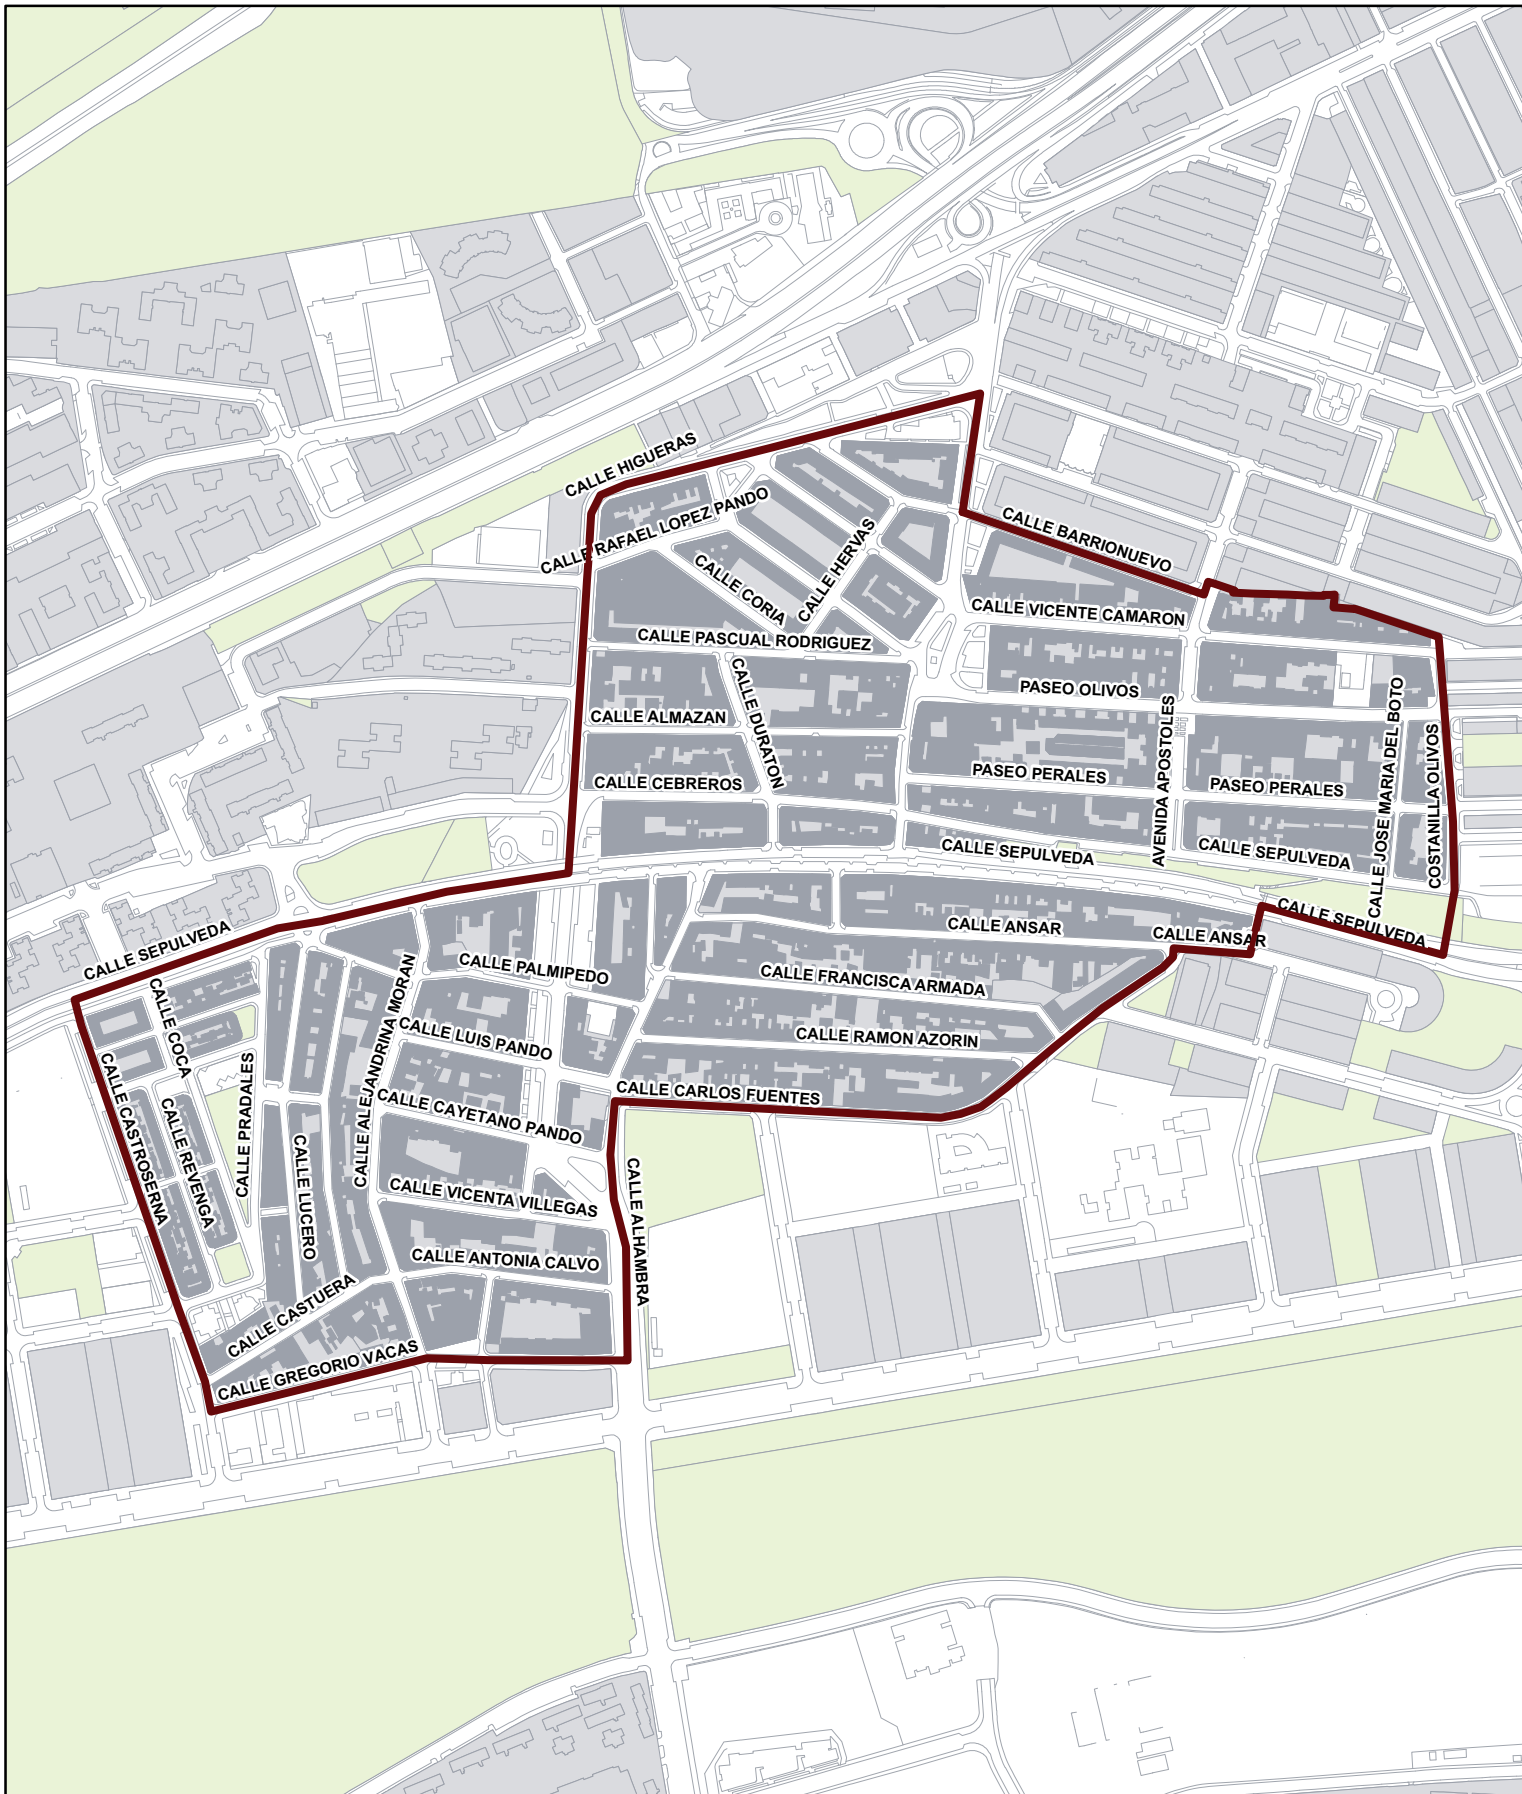 CALLE HIGUERAS
CALLE RAFAEL LOPEZ PANDO
CALLE BARRIONUEVO
CALLE HERVAS
CALLE CORIA
CALLE VICENTE CAMARON
CALLE PASCUAL RODRIGUEZ
PASEO OLIVOS
CALLE DURATON
CALLE ALMAZAN
AVENIDA APOSTOLES
CALLE JOSE MARIA DEL BOTO
COSTANILLA OLIVOS
CALLE CEBREROS
PASEO PERALES
PASEO PERALES
CALLE SEPULVEDA
CALLE SEPULVEDA
CALLE SEPULVEDA
CALLE ANSAR
CALLE ANSAR
CALLE SEPULVEDA
CALLE PALMIPEDO
CALLE FRANCISCA ARMADA
CALLE COCA
CALLE ALEJANDRINA MORAN
CALLE LUIS PANDO
CALLE RAMON AZORIN
CALLE CASTROSERNA
CALLE REVENGA
CALLE PRADALES
CALLE CARLOS FUENTES
CALLE CAYETANO PANDO
CALLE LUCERO
CALLE VICENTA VILLEGAS
CALLE ALHAMBRA
CALLE ANTONIA CALVO
CALLE CASTUERA
CALLE GREGORIO VACAS